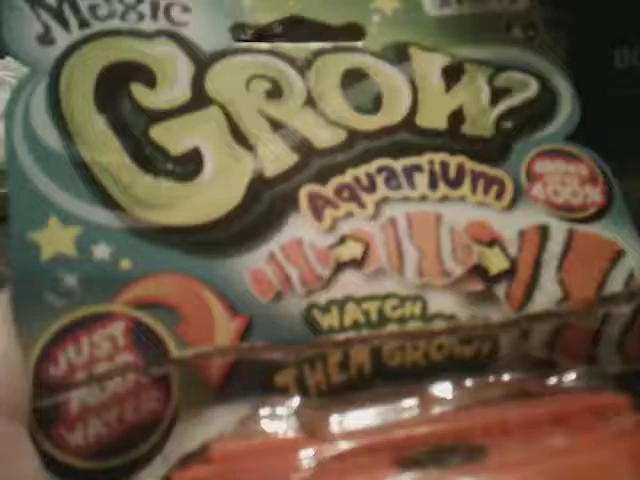 Magic
GROW
Aquarium
400%
WATCH
THEM GROW!
JUST
WATER